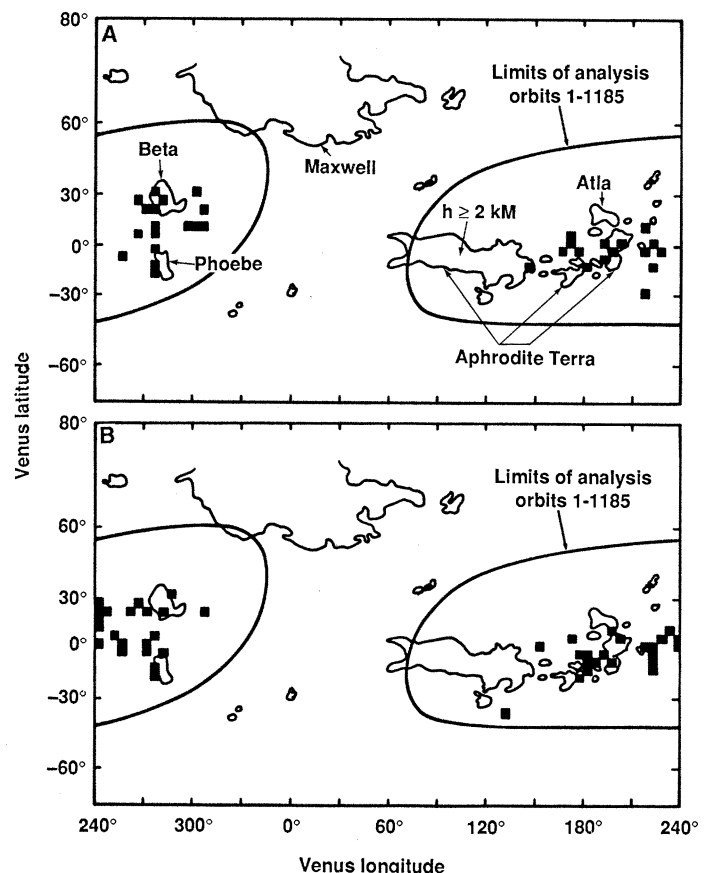 80°
A
Limits of analysis
orbits 1-1185
60°
Beta
Maxwell
Atla
30°
h ≥ 2 kM
0°
Phoebe
−30°
Aphrodite Terra
−60°
Venus latitude
80°
B
Limits of analysis
orbits 1-1185
60°
30°
0°
−30°
−60°
240° 300° 0° 60° 120° 180° 240°
Venus longitude